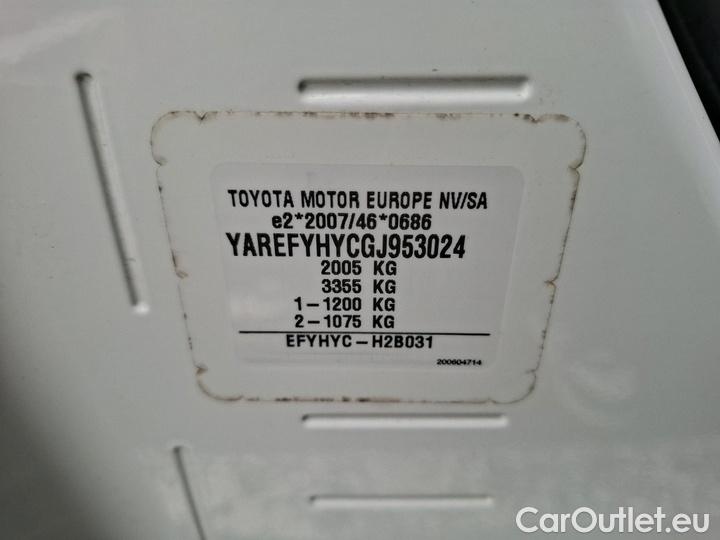 TOYOTA MOTOR EUROPE NV/SA
e2*2007/46*0686
YAREFYHYCGJ953024
2005 KG
3355 KG
1-1200 KG
2-1075 KG
EFYHYC-H2B031
200604714
CarOutlet.eu